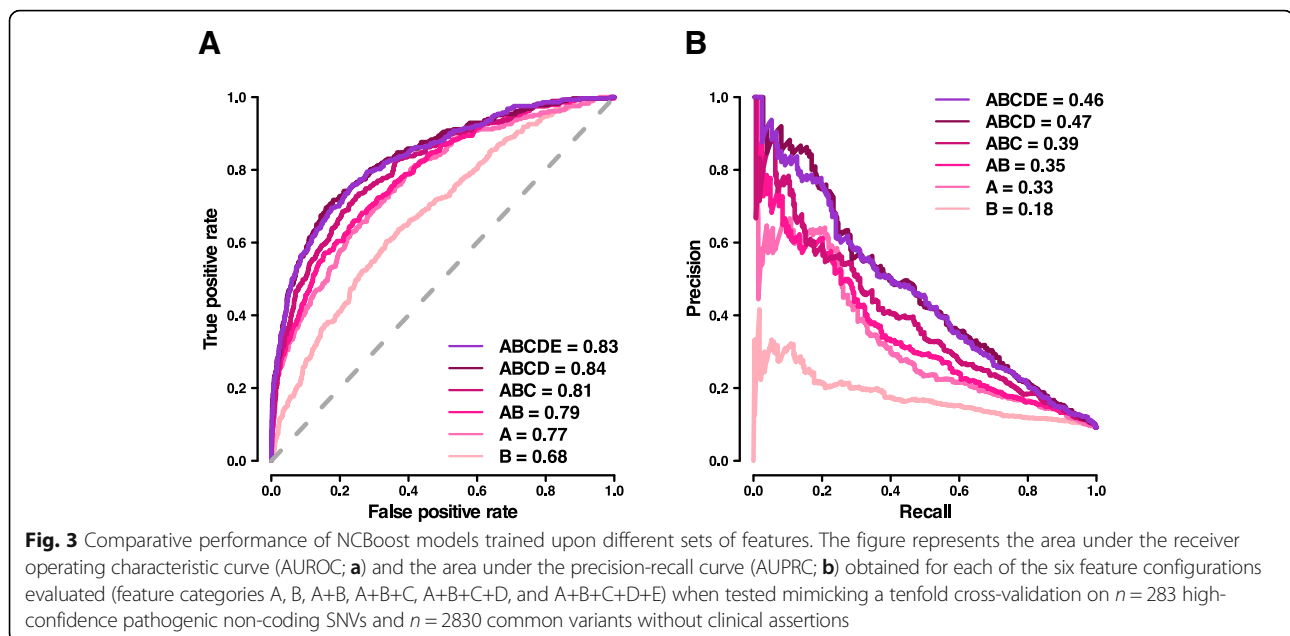 A
True positive rate
1.0
0.8
0.6
0.4
0.2
0.0
ABCDE = 0.83
ABCD = 0.84
ABC = 0.81
AB = 0.79
A = 0.77
B = 0.68
0.0 0.2 0.4 0.6 0.8 1.0
False positive rate
B
Precision
1.0
0.8
0.6
0.4
0.2
0.0
ABCDE = 0.46
ABCD = 0.47
ABC = 0.39
AB = 0.35
A = 0.33
B = 0.18
0.0 0.2 0.4 0.6 0.8 1.0
Recall
Fig. 3 Comparative performance of NCBoost models trained upon different sets of features. The figure represents the area under the receiver
operating characteristic curve (AUROC; a) and the area under the precision-recall curve (AUPRC; b) obtained for each of the six feature configurations
evaluated (feature categories A, B, A+B, A+B+C, A+B+C+D, and A+B+C+D+E) when tested mimicking a tenfold cross-validation on n = 283 high-
confidence pathogenic non-coding SNVs and n = 2830 common variants without clinical assertions